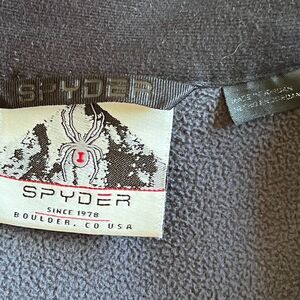 SPYDER
SPYDER
SINCE 1978
BOULDER, CO USA